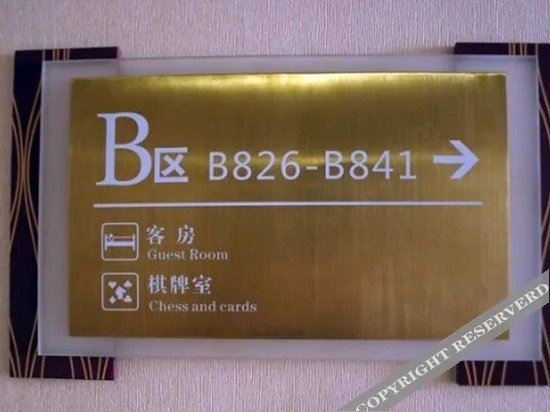 B区 B826-B841 →
客房
Guest Room
棋牌室
Chess and cards
COPYRIGHT RESERVERD